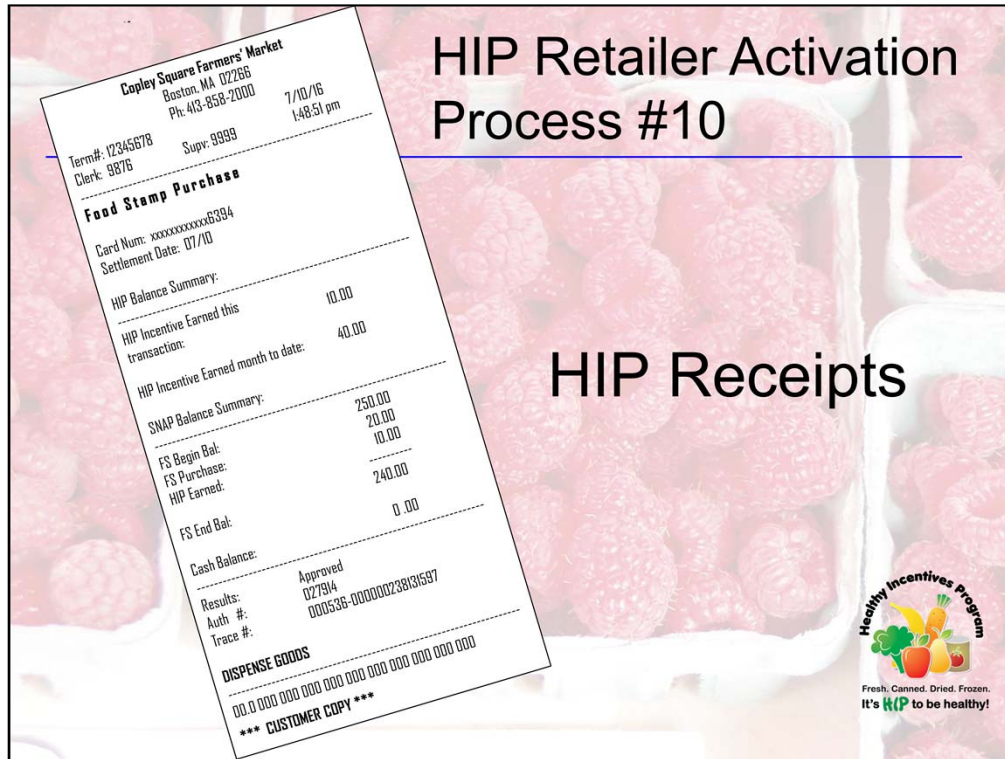 HIP Retailer Activation
Process #10
Copley Square Farmers' Market
Boston, MA 02266
Ph: 413-858-2000
7/10/16
Term#: 12345678
1:48:51 pm
Clerk: 9876 Supv: 9999
Food Stamp Purchase
Card Num: xxxxxxxxxxxx6394
Settlement Date: 07/10
HIP Balance Summary:
HIP Incentive Earned this 10.00
transaction:
HIP Incentive Earned month to date: 40.00
SNAP Balance Summary:
FS Begin Bal: 250.00
FS Purchase: 20.00
HIP Earned: 10.00
FS End Bal: 240.00
Cash Balance: 0 .00
Results: Approved
Auth #: 027914
Trace #: 000536-000000238131597
DISPENSE GOODS
00.0 000 000 000 000 000 000 000 000 000 000
*** CUSTOMER COPY ***
HIP Receipts
Healthy Incentives Program
Fresh. Canned. Dried. Frozen.
It's HIP to be healthy!